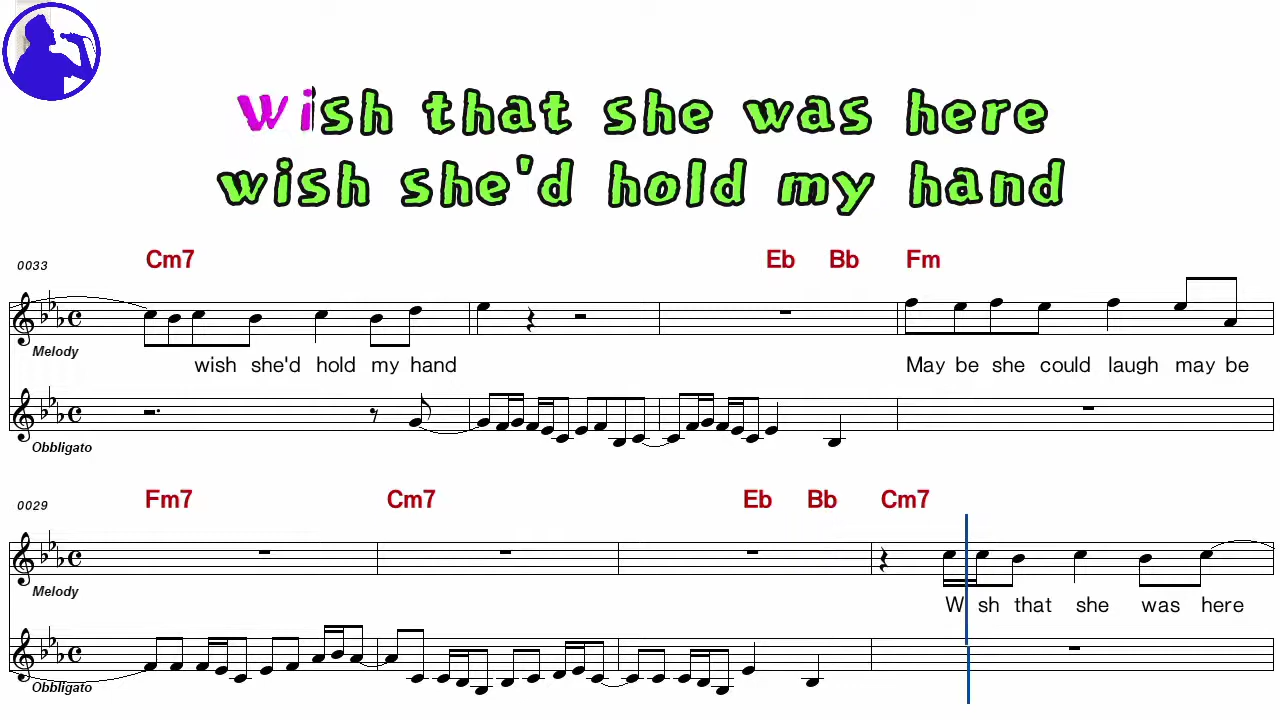 Wish that she was here
wish she'd hold my hand
0033
Cm7 Eb Bb Fm
Melody
wish she'd hold my hand May be she could laugh may be
Obbligato
0029
Fm7 Cm7 Eb Bb Cm7
Melody
W sh that she was here
Obbligato